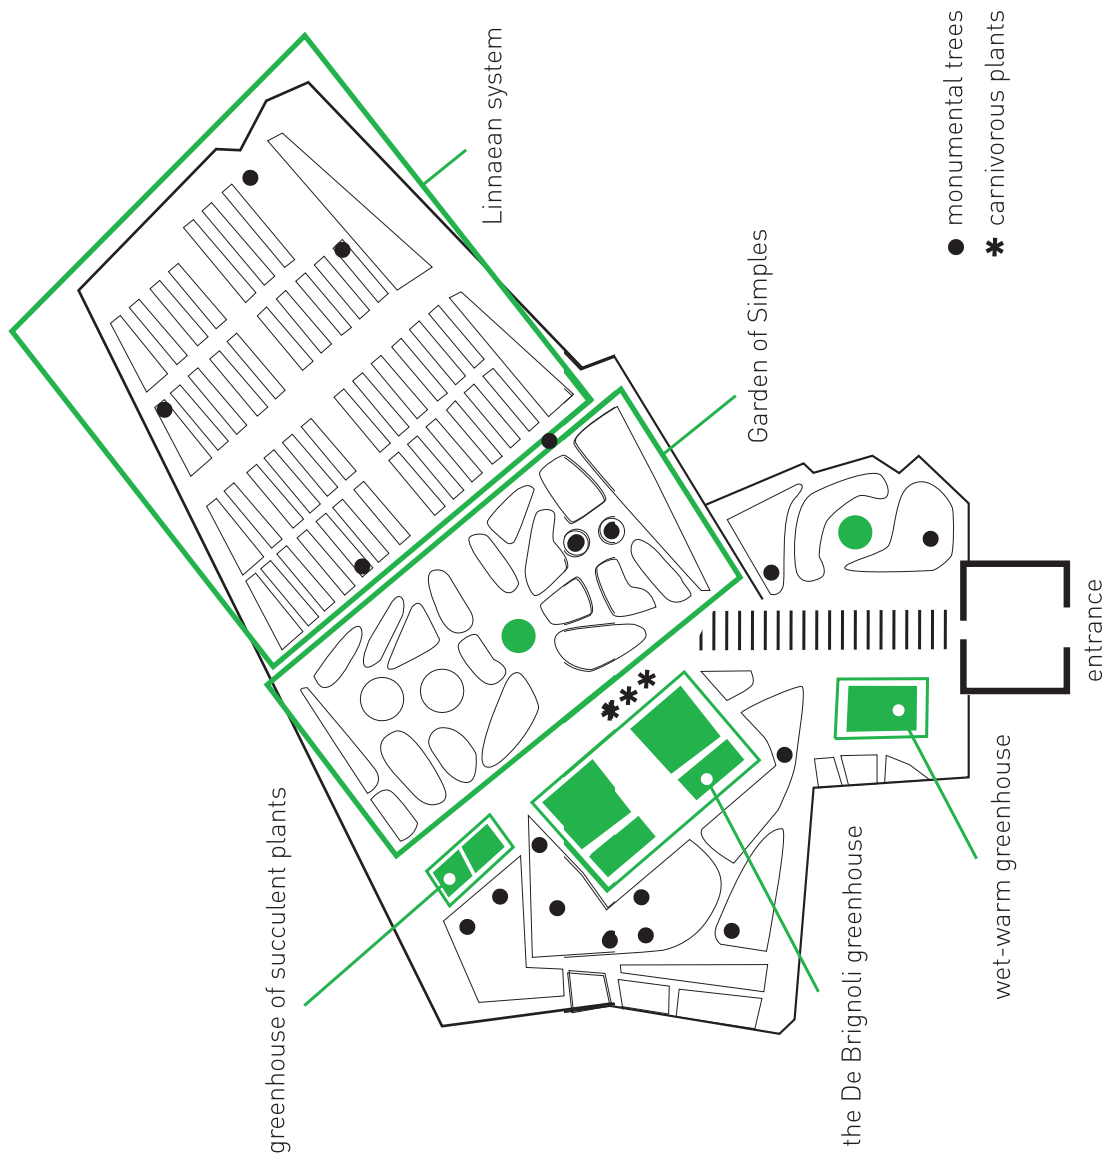 Linnaean system
Garden of Simples
monumental trees
carnivorous plants
greenhouse of succulent plants
the De Brignoli greenhouse
wet-warm greenhouse
entrance